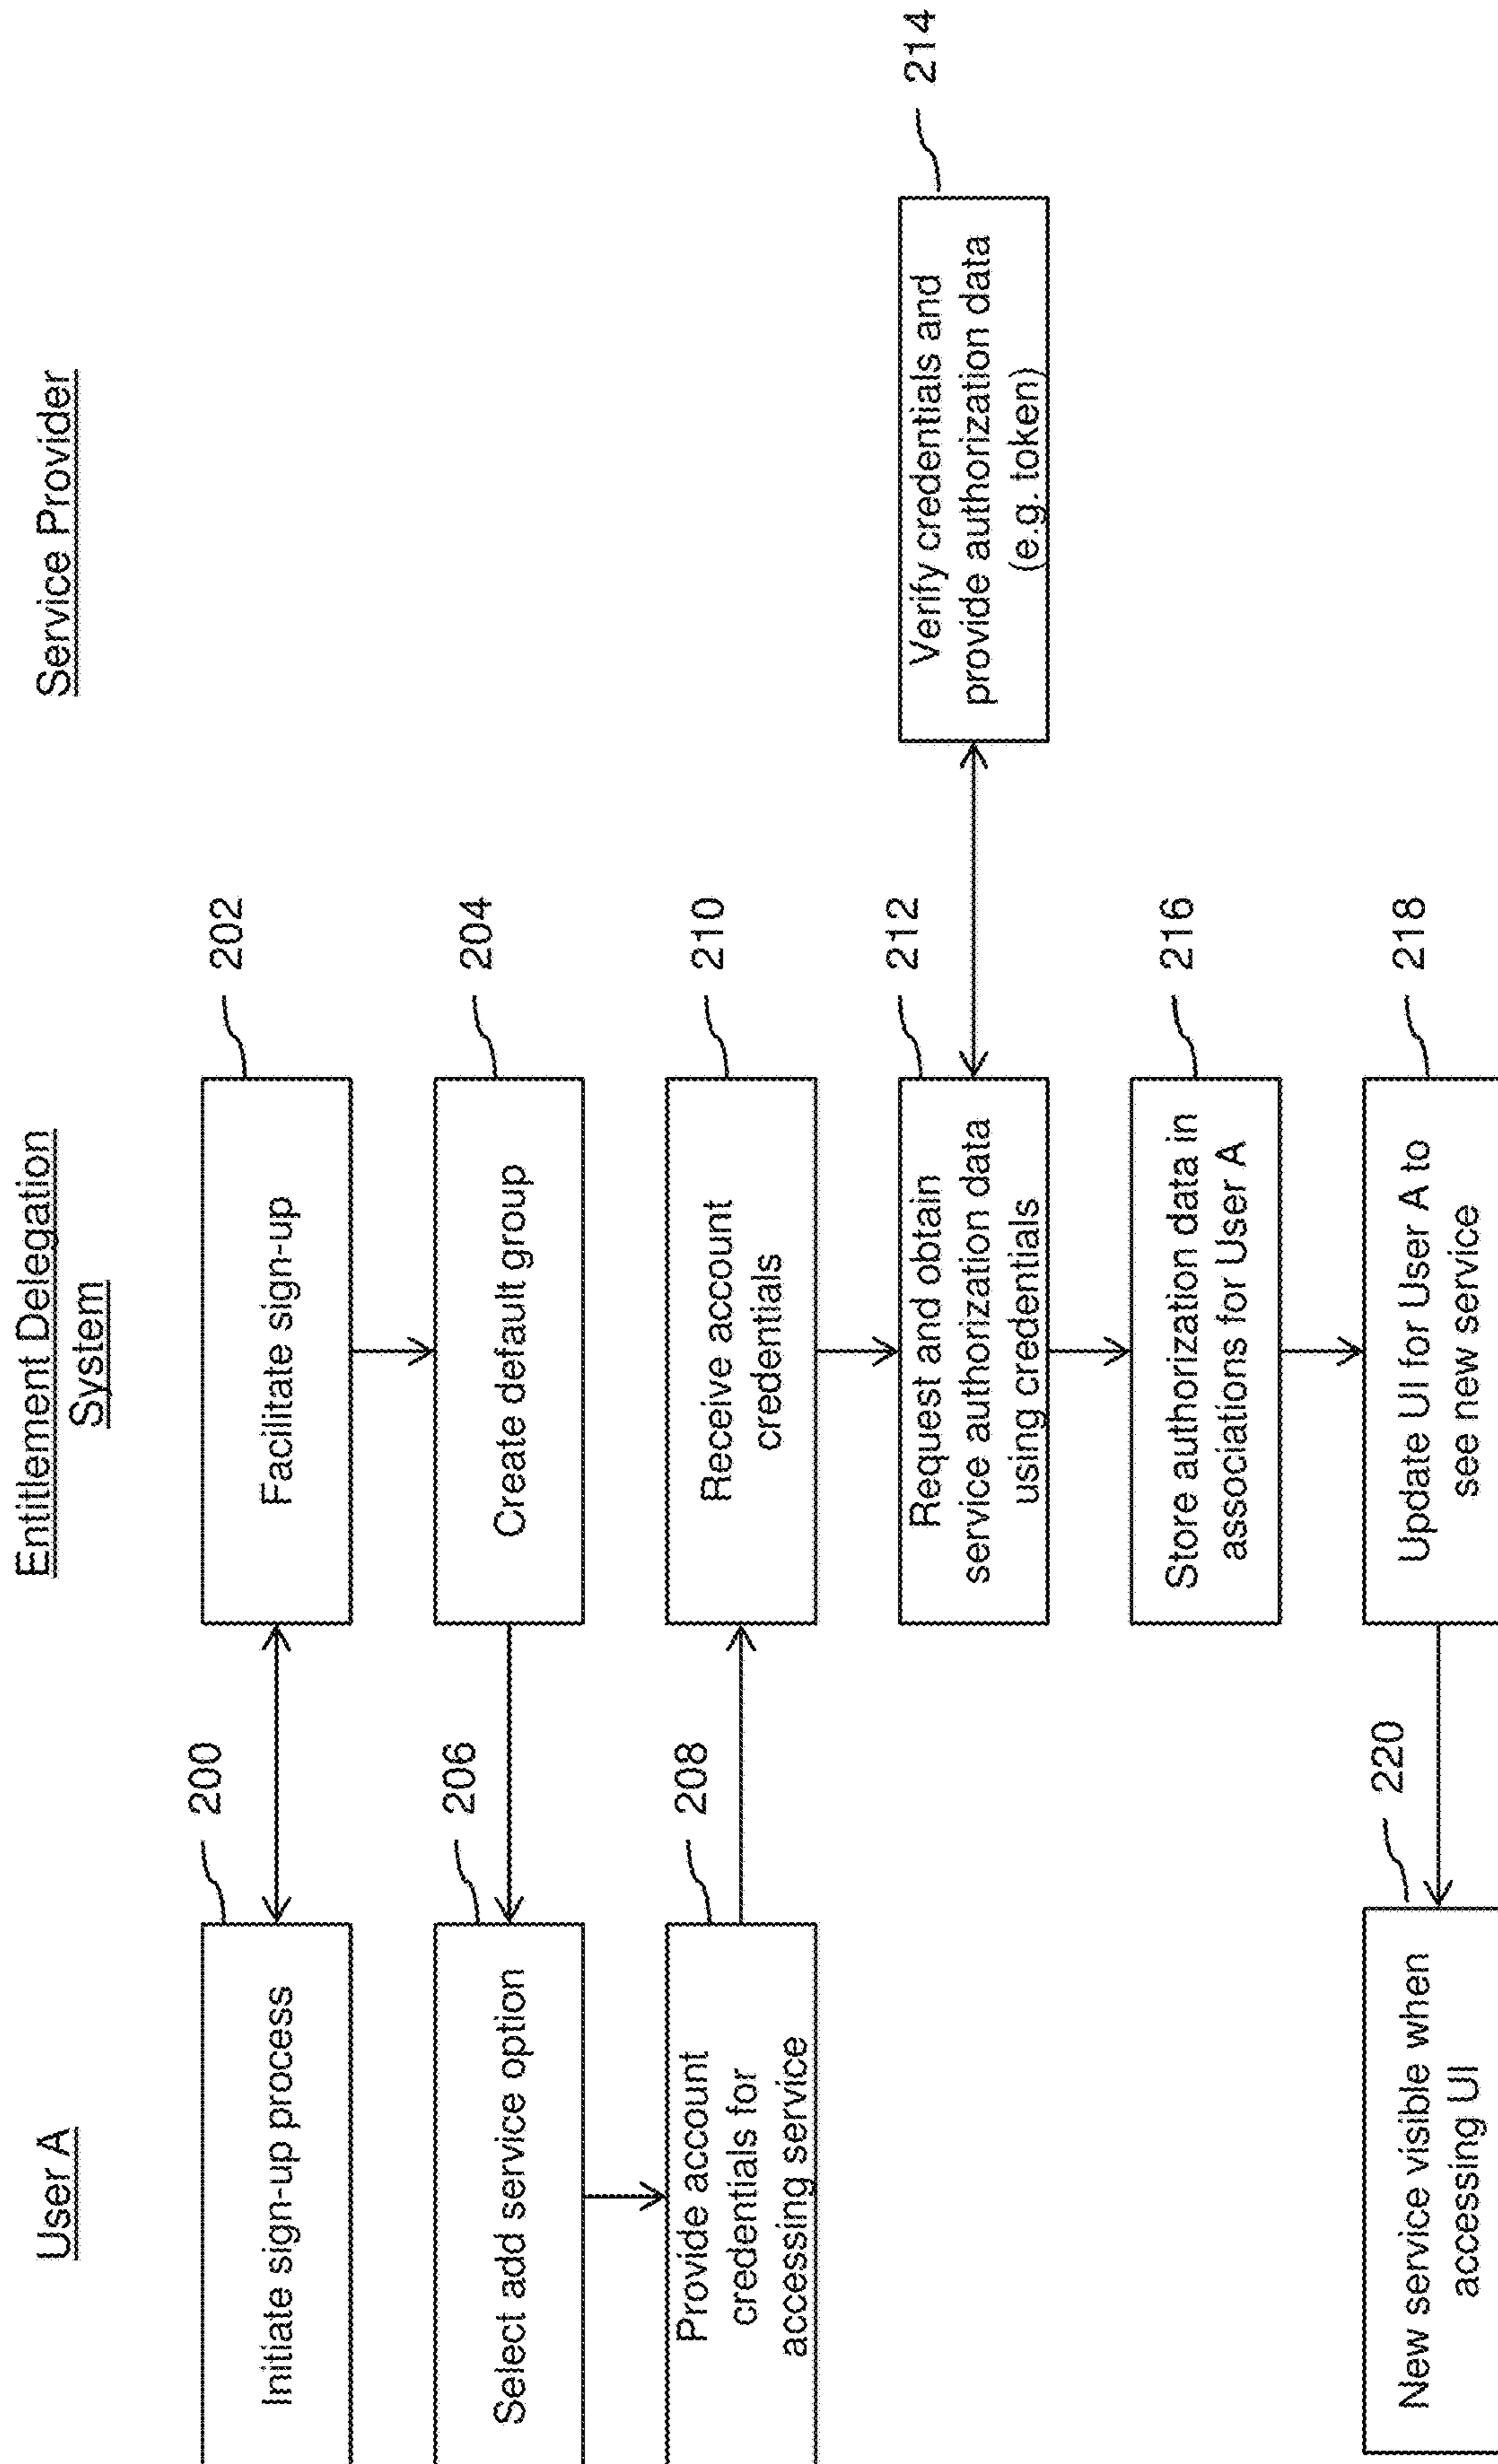 User A
Entitlement Delegation
System
Service Provider
200
Initiate sign-up process
202
Facilitate sign-up
204
Create default group
206
Select add service option
208
Provide account
credentials for
accessing service
210
Receive account
credentials
212
Request and obtain
service authorization data
using credentials
214
Verify credentials and
provide authorization data
(e.g. token)
216
Store authorization data in
associations for User A
218
Update UI for User A to
see new service
220
New service visible when
accessing UI